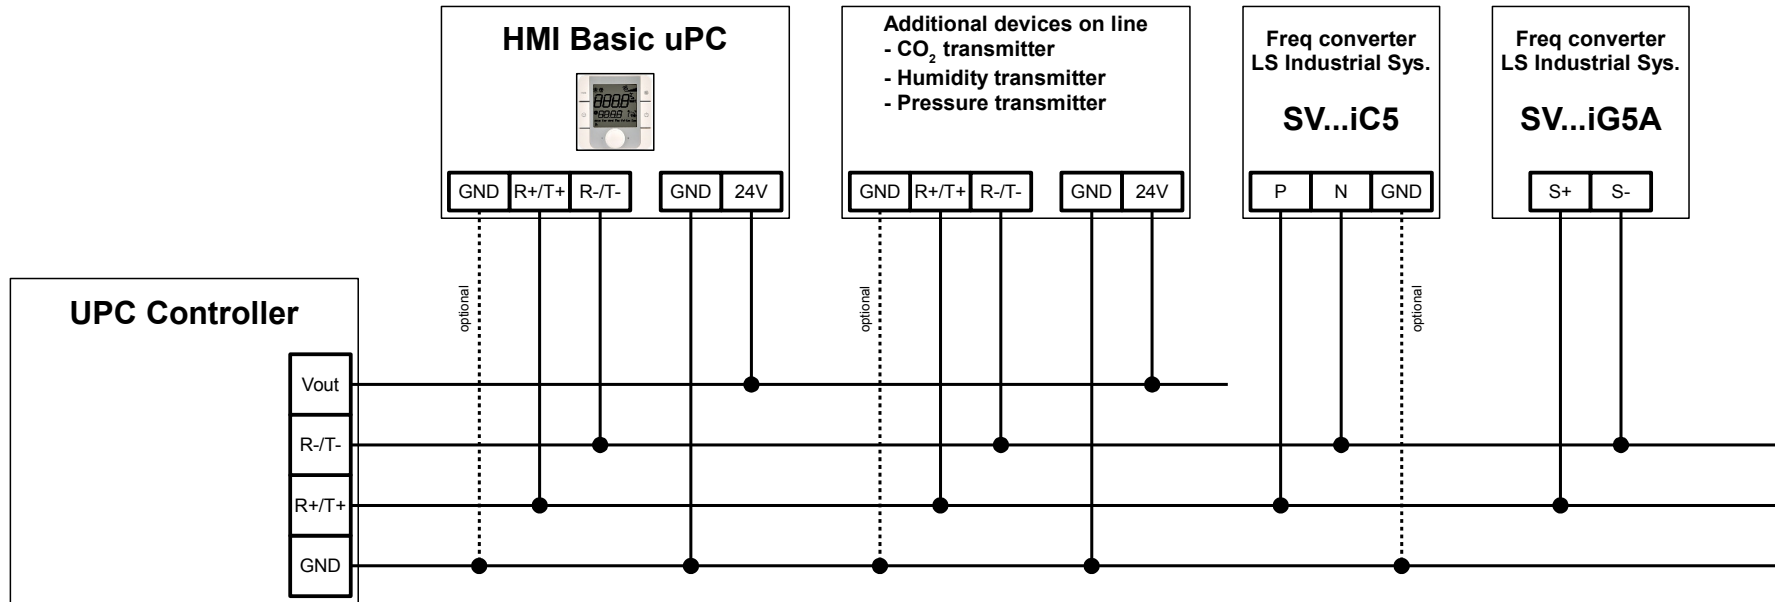 HMI Basic uPC
GND R+/T+ R-/T- GND 24V
Additional devices on line
- CO2 transmitter
- Humidity transmitter
- Pressure transmitter
GND R+/T+ R-/T- GND 24V
Freq converter
LS Industrial Sys.
SV...iC5
P N GND
Freq converter
LS Industrial Sys.
SV...iG5A
S+ S-
optional
optional
optional
UPC Controller
Vout
R-/T-
R+/T+
GND